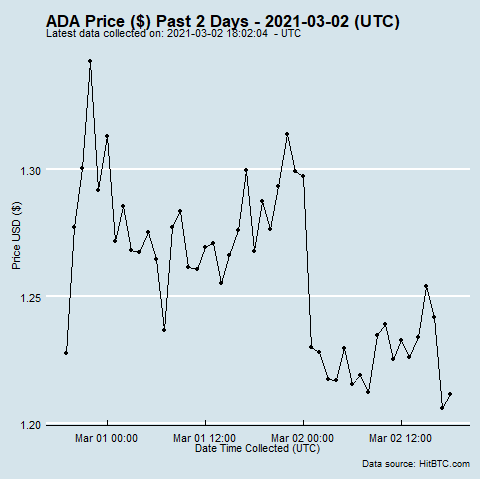 ADA Price ($) Past 2 Days - 2021-03-02 (UTC)
Latest data collected on: 2021-03-02 18:02:04 - UTC
Price USD ($)
1.30
1.25
1.20
Mar 01 00:00 Mar 01 12:00 Mar 02 00:00 Mar 02 12:00
Date Time Collected (UTC)
Data source: HitBTC.com